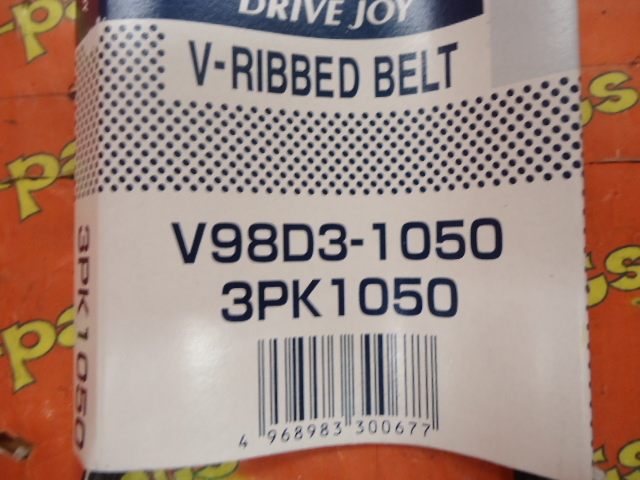 DRIVE JOY
V-RIBBED BELT
V98D3-1050
3PK1050
3PK1050
4 968983 300677